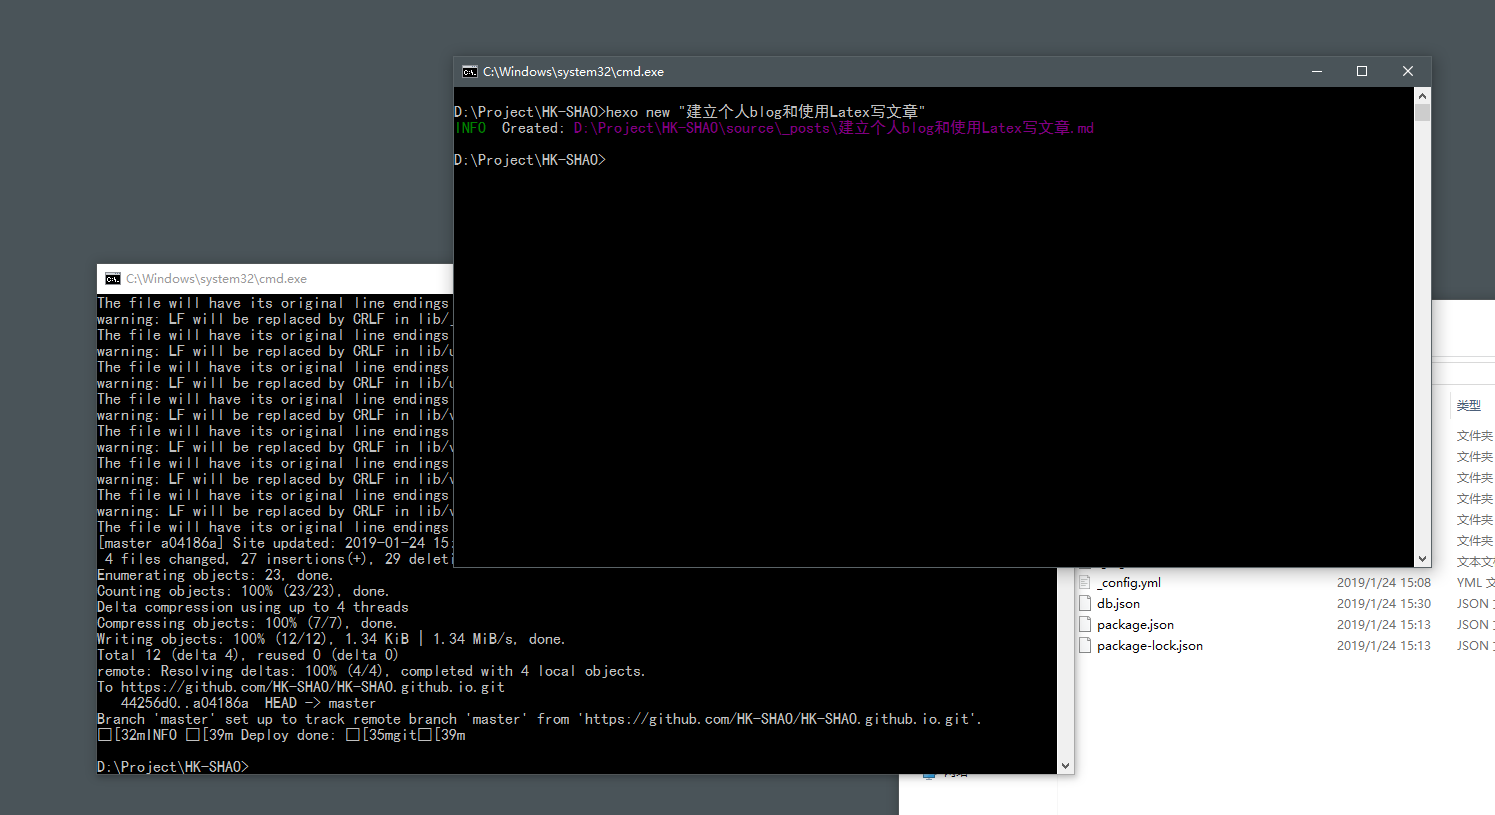 C:\Windows\system32\cmd.exe
D:\Project\HK-SHAO>hexo new "建立个人blog和使用Latex写文章"
INFO  Created: D:\Project\HK-SHAO\source\_posts\建立个人blog和使用Latex写文章.md
D:\Project\HK-SHAO>
C:\Windows\system32\cmd.exe
The file will have its original line endings
warning: LF will be replaced by CRLF in lib/
The file will have its original line endings
warning: LF will be replaced by CRLF in lib/
The file will have its original line endings
warning: LF will be replaced by CRLF in lib/
The file will have its original line endings
warning: LF will be replaced by CRLF in lib/
The file will have its original line endings
warning: LF will be replaced by CRLF in lib/
The file will have its original line endings
warning: LF will be replaced by CRLF in lib/
The file will have its original line endings
warning: LF will be replaced by CRLF in lib/
The file will have its original line endings
[master a04186a] Site updated: 2019-01-24 15:
4 files changed, 27 insertions(+), 29 deleti
Enumerating objects: 23, done.
Counting objects: 100% (23/23), done.
Delta compression using up to 4 threads
Compressing objects: 100% (7/7), done.
Writing objects: 100% (12/12), 1.34 KiB | 1.34 MiB/s, done.
Total 12 (delta 4), reused 0 (delta 0)
remote: Resolving deltas: 100% (4/4), completed with 4 local objects.
To https://github.com/HK-SHAO/HK-SHAO.github.io.git
44256d0..a04186a  HEAD -> master
Branch 'master' set up to track remote branch 'master' from 'https://github.com/HK-SHAO/HK-SHAO.github.io.git'.
□[32mINFO □[39m Deploy done: □[35mgit□[39m
D:\Project\HK-SHAO>
类型
文件夹
文件夹
文件夹
文件夹
文件夹
文件夹
文本文
_config.yml 2019/1/24 15:08 YML 文
db.json 2019/1/24 15:30 JSON
package.json 2019/1/24 15:13 JSON
package-lock.json 2019/1/24 15:13 JSON